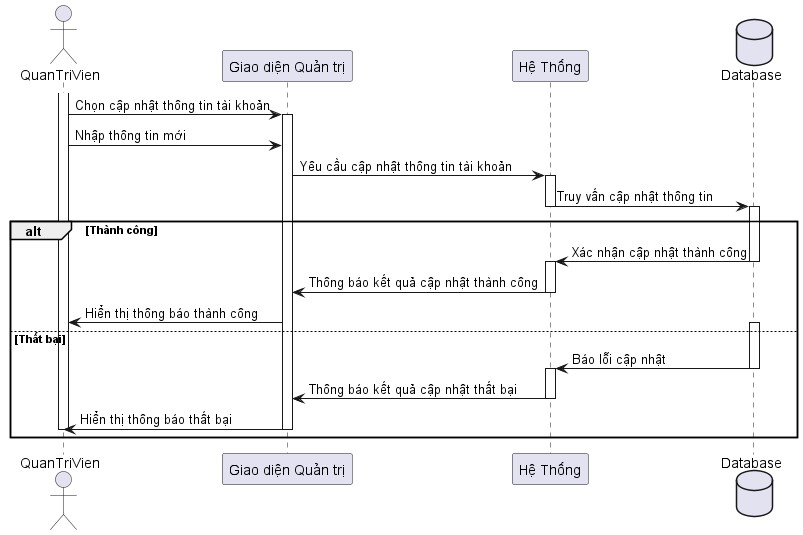 QuanTriVien
Giao diện Quản trị
Hệ Thống
Database
Chọn cập nhật thông tin tài khoản
Nhập thông tin mới
Yêu cầu cập nhật thông tin tài khoản
Truy vấn cập nhật thông tin
alt [Thành công]
Xác nhận cập nhật thành công
Thông báo kết quả cập nhật thành công
Hiển thị thông báo thành công
[Thất bại]
Báo lỗi cập nhật
Thông báo kết quả cập nhật thất bại
Hiển thị thông báo thất bại
QuanTriVien
Giao diện Quản trị
Hệ Thống
Database